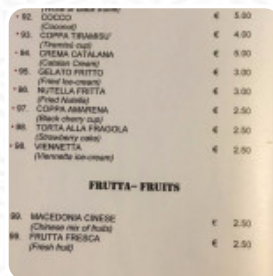 92. COCCO € 5.00
(Coconut)
93. COPPA TIRAMISU' € 4.00
(Tiramisù cup)
94. CREMA CATALANA € 5.00
(Catalan Cream)
95. GELATO FRITTO € 3.00
(Fried Ice-cream)
96. NUTELLA FRITTA € 3.00
(Fried Nutella)
97. COPPA AMARENA € 2.50
(Black cherry cup)
98. TORTA ALLA FRAGOLA € 2.50
(Strawberry cake)
98. VIENNETTA € 2.50
(Viennetta ice-cream)
FRUTTA- FRUITS
99. MACEDONIA CINESE € 2.50
(Chinese mix of fruits)
99. FRUTTA FRESCA € 2.50
(Fresh fruit)